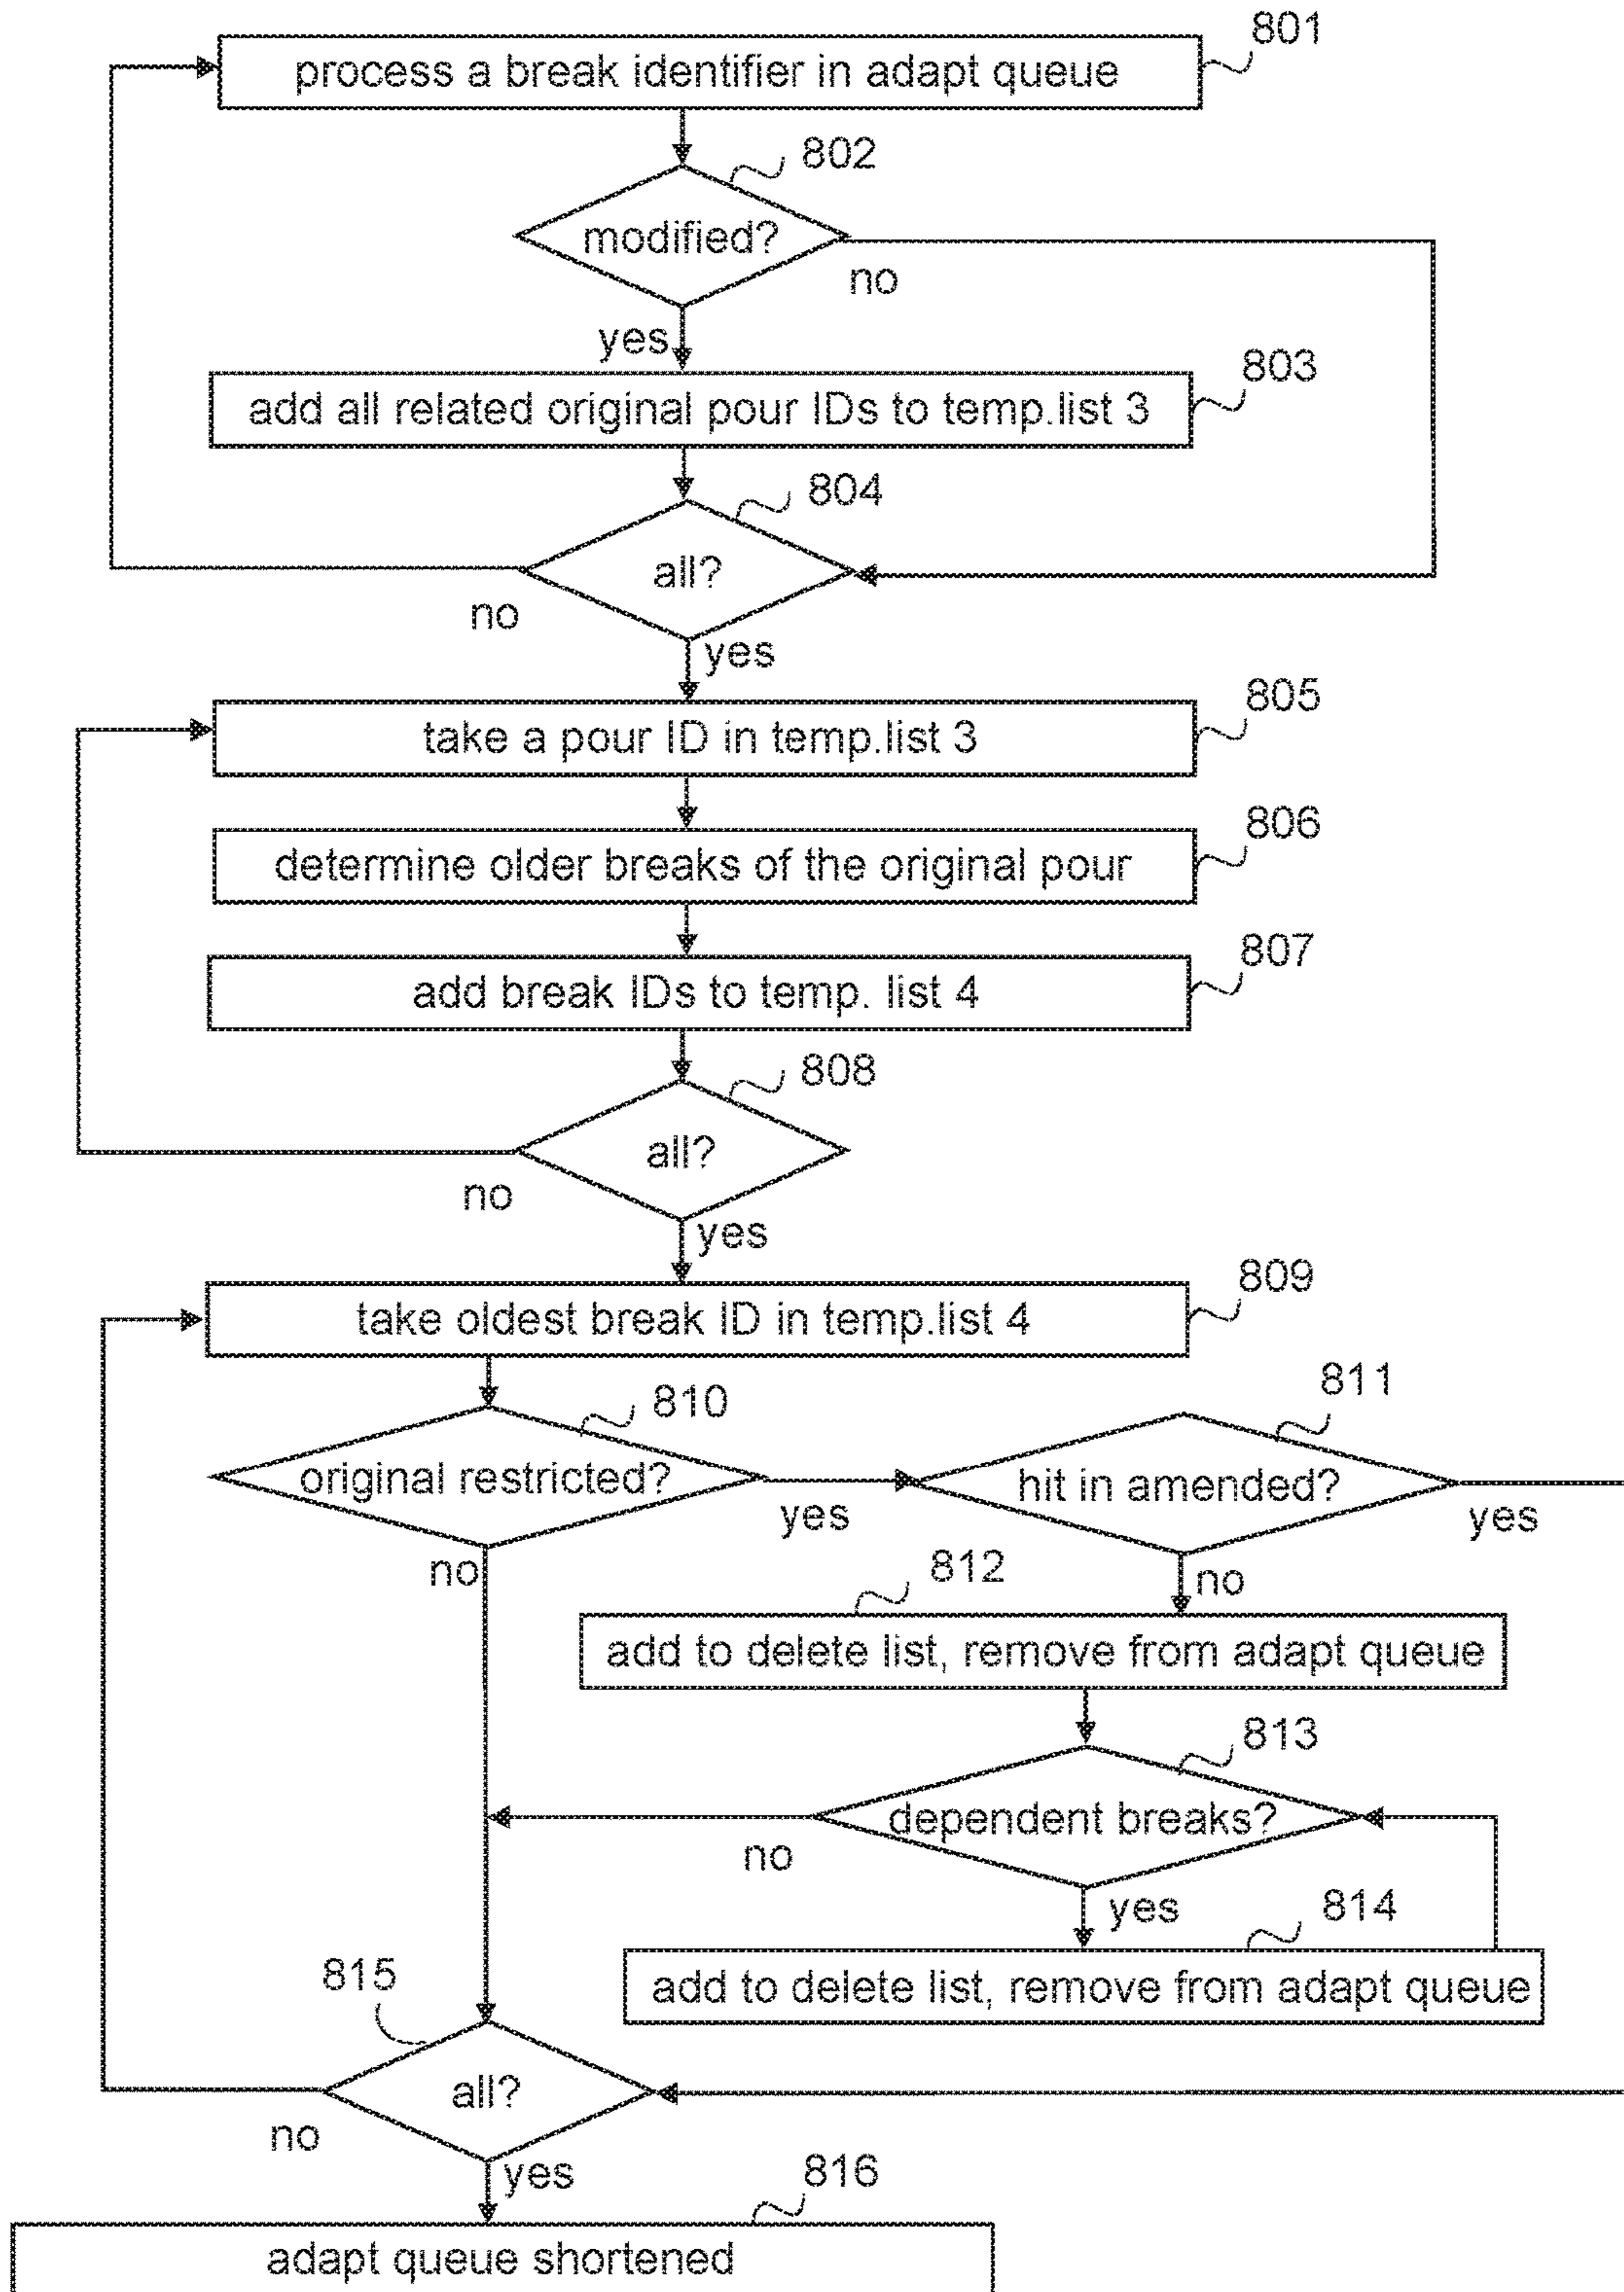 801
process a break identifier in adapt queue
802
modified?
no
yes
803
add all related original pour IDs to temp.list 3
804
all?
no
yes
805
take a pour ID in temp.list 3
806
determine older breaks of the original pour
807
add break IDs to temp. list 4
808
all?
no
yes
809
take oldest break ID in temp.list 4
810
811
original restricted?
yes
hit in amended?
yes
no
812
no
add to delete list, remove from adapt queue
813
dependent breaks?
no
yes
814
815
add to delete list, remove from adapt queue
all?
no
yes
816
adapt queue shortened